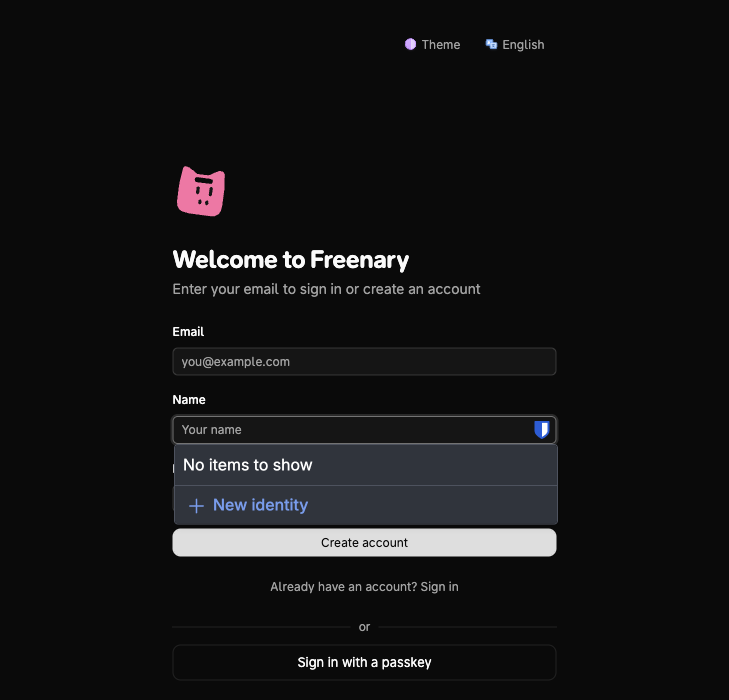 Theme
English
Welcome to Freenary
Enter your email to sign in or create an account
Email
you@example.com
Name
Your name
No items to show
New identity
Create account
Already have an account? Sign in
or
Sign in with a passkey